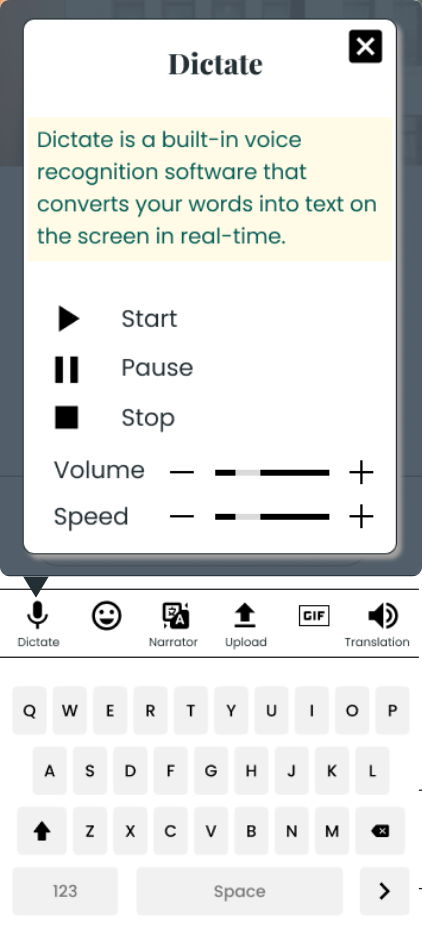 Dictate
Dictate is a built-in voice
recognition software that
converts your words into text on
the screen in real-time.
Start
Pause
Stop
Volume
Speed
GIF
Dictate Narrator Upload Translation
Q W E R T Y U I O P
A S D F G H J K L
Z X C V B N M
123 Space